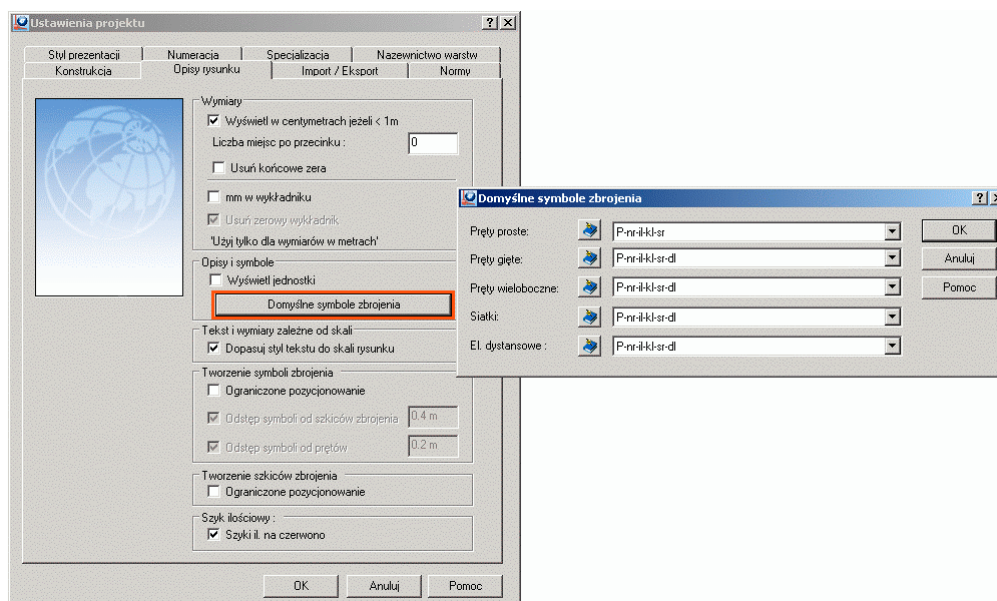 Ustawienia projektu
Styl prezentacji Numeracja Specjalizacja Nazewnictwo warstw
Konstrukcja Opisy rysunku Import / Eksport Normy
Wymiary
Wyświetl w centymetrach jeżeli < 1m
Liczba miejsc po przecinku : 0
Usuń końcowe zera
mm w wykładniku
Usuń zerowy wykładnik
'Użyj tylko dla wymiarów w metrach'
Opisy i symbole
Wyświetl jednostki
Domyślne symbole zbrojenia
Tekst i wymiary zależne od skali
Dopasuj styl tekstu do skali rysunku
Tworzenie symboli zbrojenia
Ograniczone pozycjonowanie
Odstęp symboli od szkiców zbrojenia 0.4 m
Odstęp symboli od prętów 0.2 m
Tworzenie szkiców zbrojenia
Ograniczone pozycjonowanie
Szyk ilościowy :
Szyki il. na czerwono
OK Anuluj Pomoc
Domyślne symbole zbrojenia
Pręty proste: P-nr-il-kl-sr OK
Pręty gięte: P-nr-il-kl-sr-dl Anuluj
Pręty wieloboczne: P-nr-il-kl-sr-dl Pomoc
Siatki: P-nr-il-kl-sr-dl
El. dystansowe : P-nr-il-kl-sr-dl